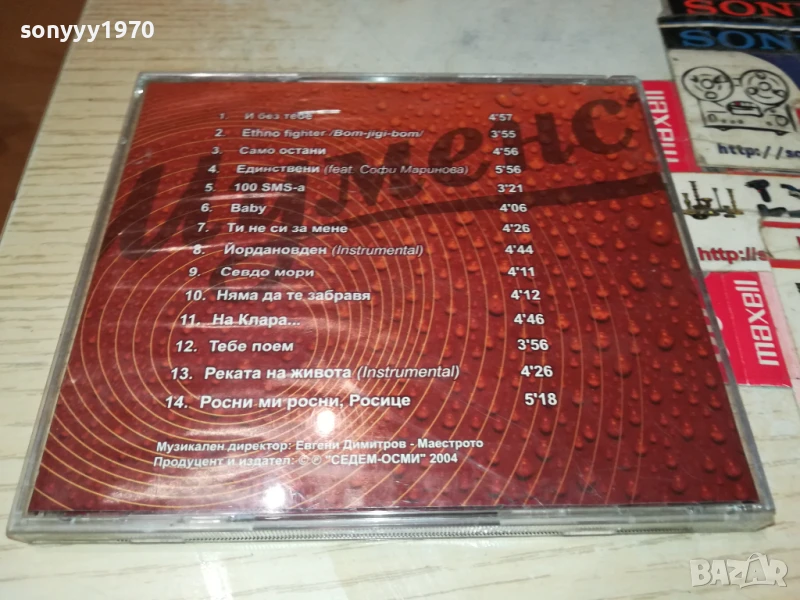 sonyyy1970
1. И без тебе 4'57
2. Ethno fighter /Bom-jigi-bom/ 3'55
3. Само остани 4'56
4. Единствени (feat. Софи Маринова) 5'56
5. 100 SMS-a 3'21
6. Baby 4'06
7. Ти не си за мене 4'26
8. Йордановден (Instrumental) 4'44
9. Севдо мори 4'11
10. Няма да те забравя 4'12
11. На Клара... 4'46
12. Тебе поем 3'56
13. Реката на живота (Instrumental) 4'26
14. Росни ми росни, Росице 5'18
Музикален директор: Евгени Димитров - Маестрото
Продуцент и издател: ©℗ "СЕДЕМ-ОСМИ" 2004
SONY
http://s
maxell
http://s
maxell
BAZAR